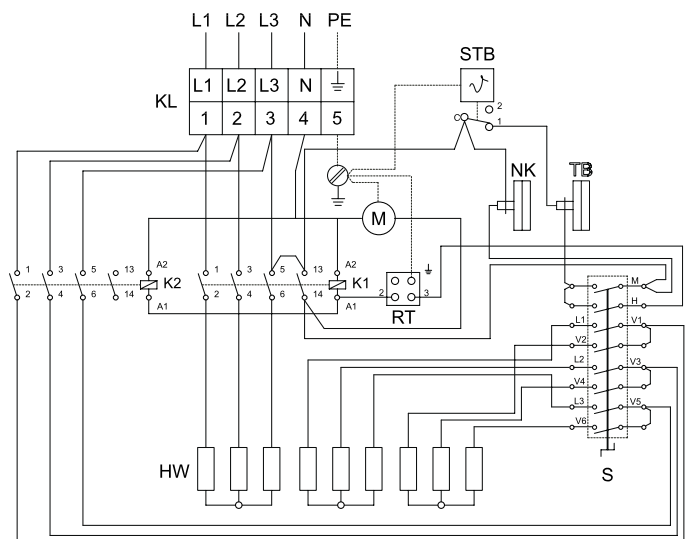 L1 L2 L3 N PE
STB
L1 L2 L3 N
KL
1 2 3 4 5
2
C 1
NK TB
M
A2 A2
1 3 5 13 K2 1 3 5 13 K1
2 4 6 14 2 4 6 14
A1 A1
2 3
RT
M
H
L1 V1
V2
L2 V3
V4
L3 V5
V6
HW
S